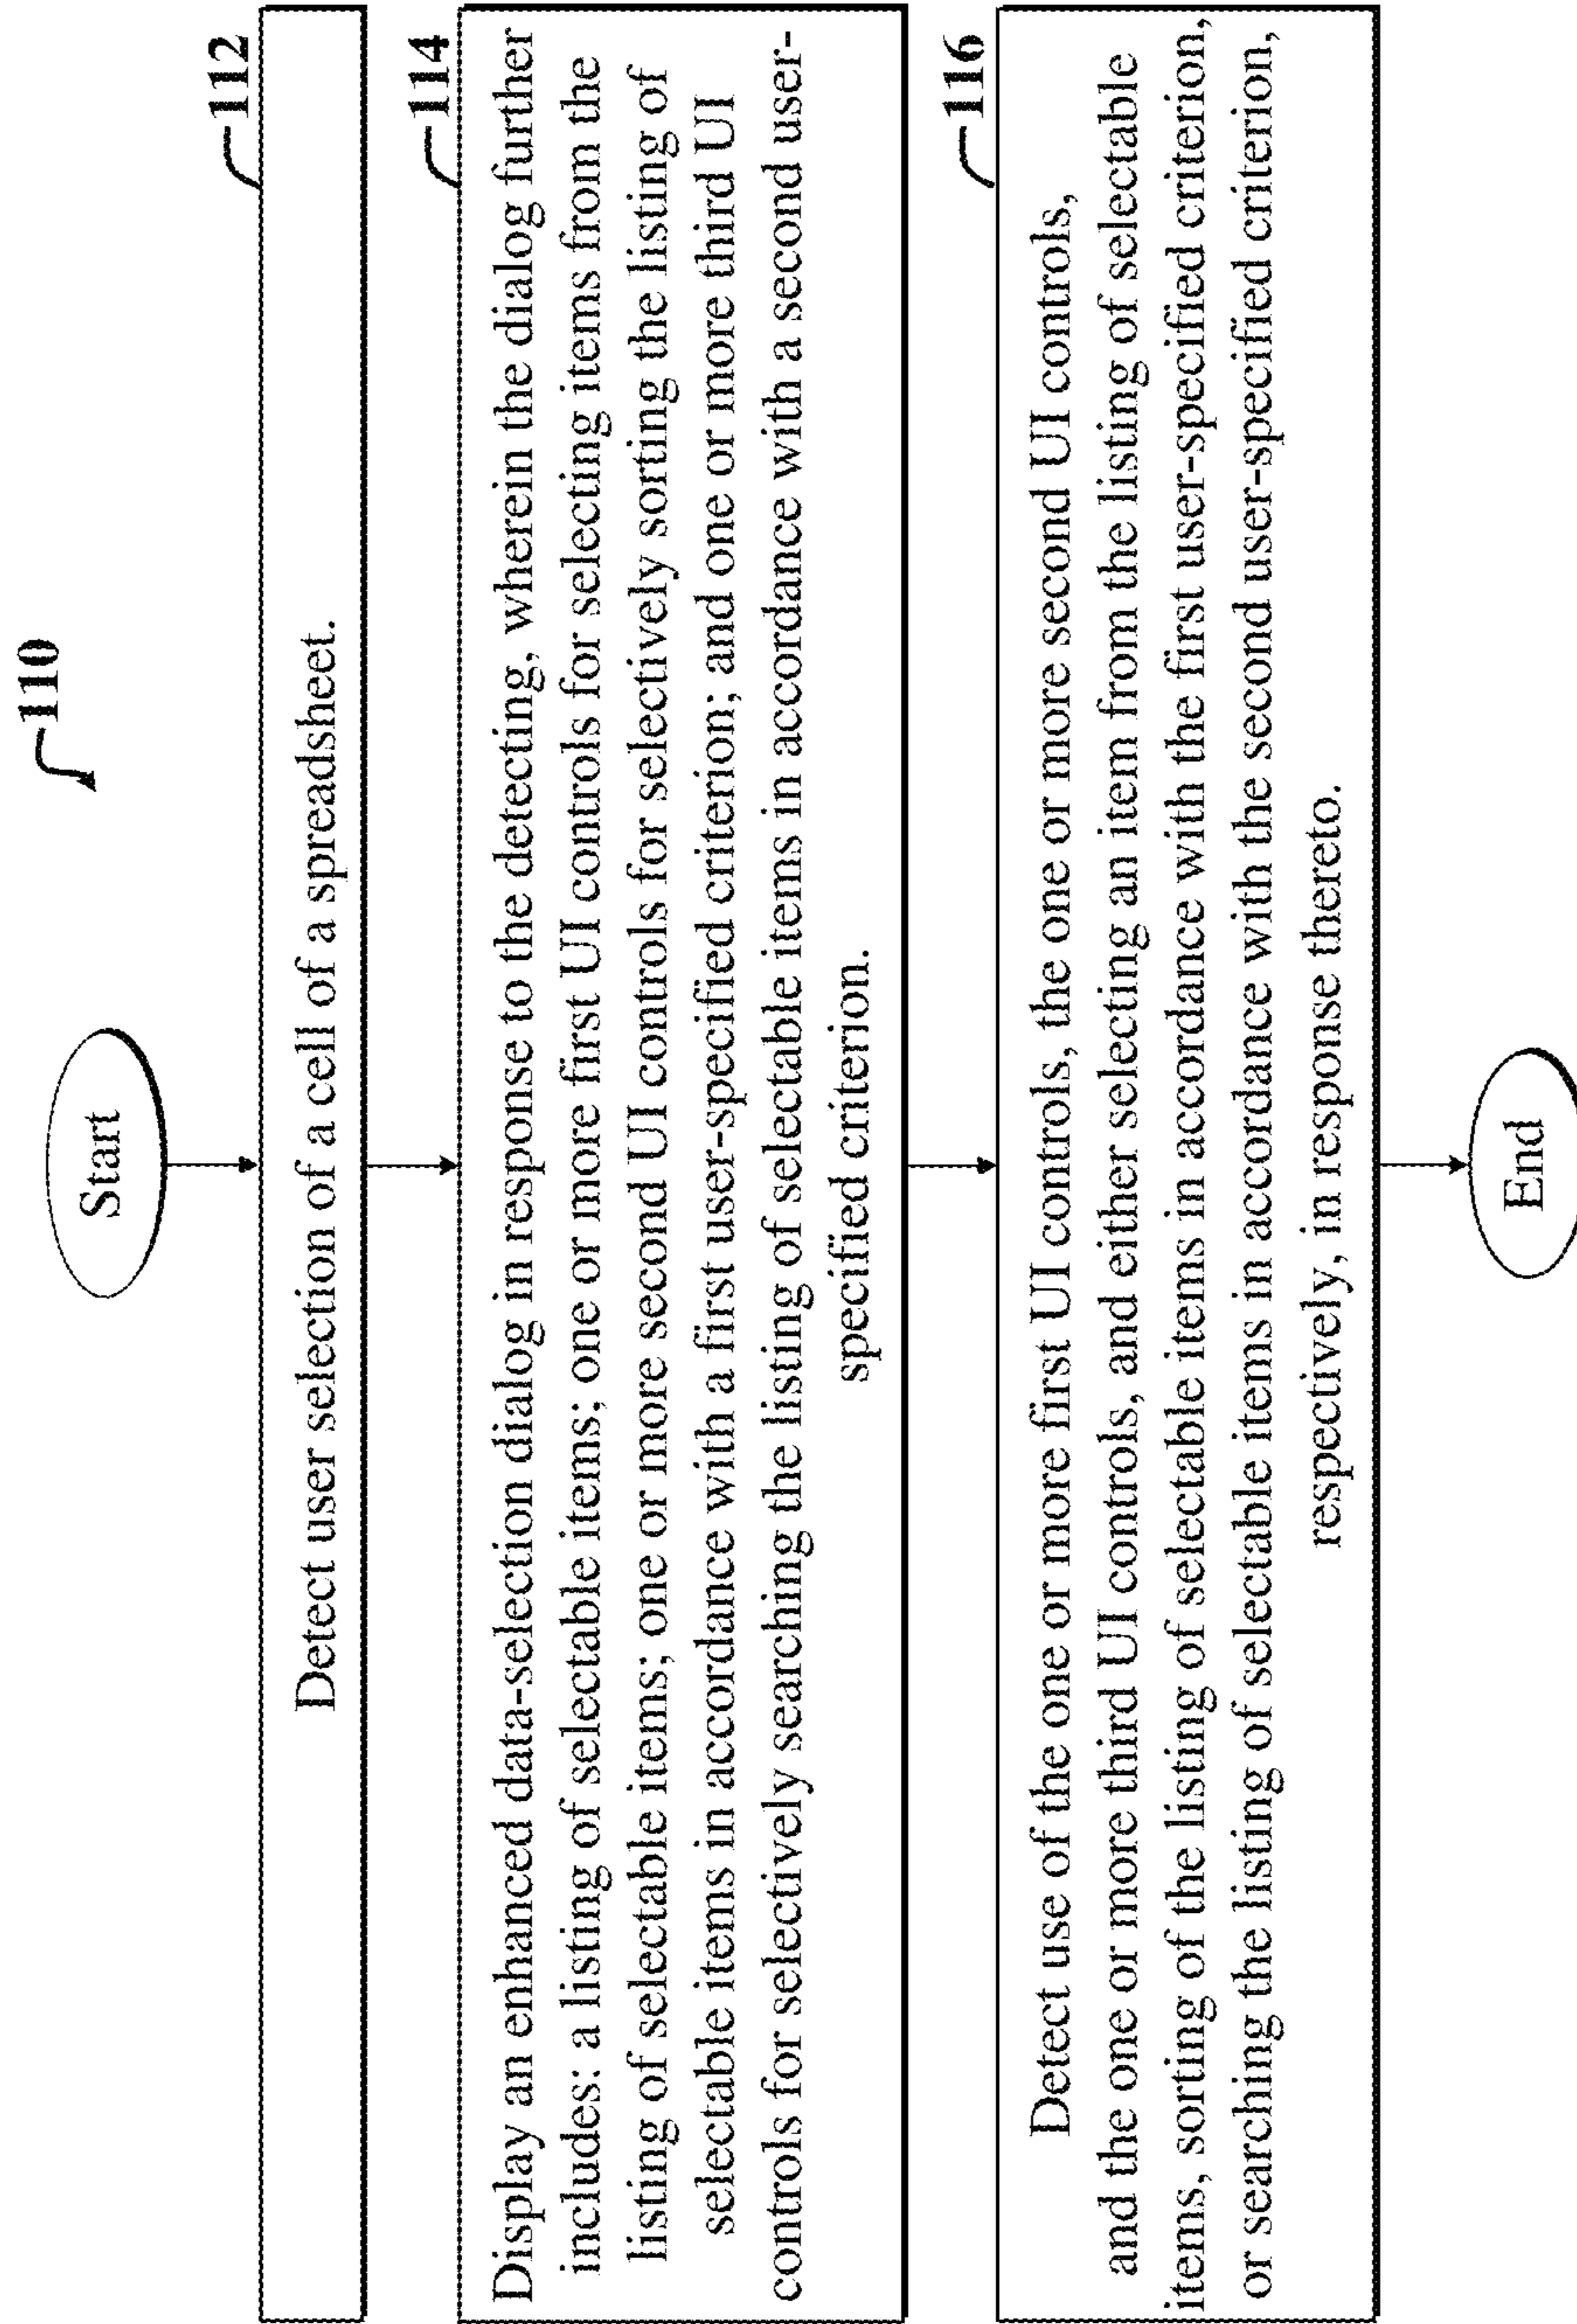 110
Start
112
Detect user selection of a cell of a spreadsheet.
114
Display an enhanced data-selection dialog in response to the detecting, wherein the dialog further
includes: a listing of selectable items; one or more first UI controls for selecting items from the
listing of selectable items; one or more second UI controls for selectively sorting the listing of
selectable items in accordance with a first user-specified criterion; and one or more third UI
controls for selectively searching the listing of selectable items in accordance with a second user-
specified criterion.
116
Detect use of the one or more first UI controls, the one or more second UI controls,
and the one or more third UI controls, and either selecting an item from the listing of selectable
items, sorting of the listing of selectable items in accordance with the first user-specified criterion,
or searching the listing of selectable items in accordance with the second user-specified criterion,
respectively, in response thereto.
End